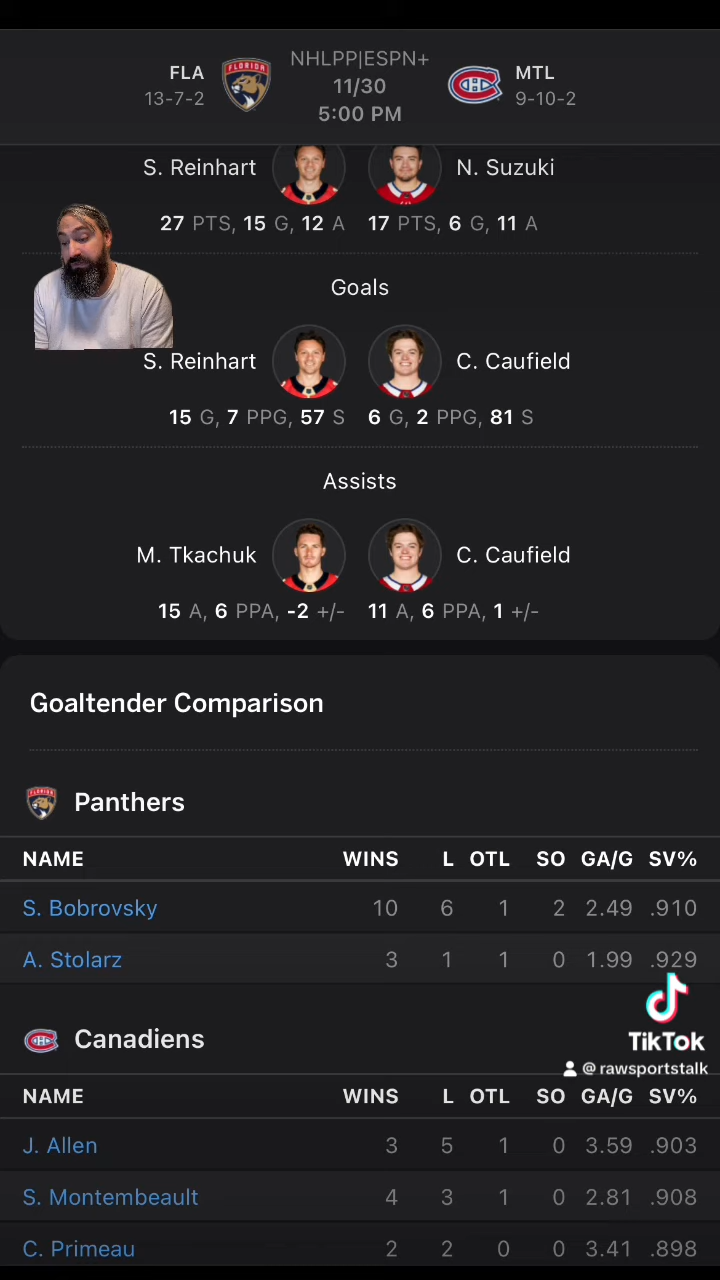 NHLPP|ESPN+
FLA
FLORIDA
11/30
MTL
13-7-2
5:00 PM
9-10-2
S. Reinhart
N. Suzuki
27 PTS, 15 G, 12 A
17 PTS, 6 G, 11 A
Goals
S. Reinhart
C. Caufield
15 G, 7 PPG, 57 S
6 G, 2 PPG, 81 S
Assists
M. Tkachuk
C. Caufield
15 A, 6 PPA, -2 +/-
11 A, 6 PPA, 1 +/-
Goaltender Comparison
Panthers
NAME WINS L OTL SO GA/G SV%
S. Bobrovsky 10 6 1 2 2.49 .910
A. Stolarz 3 1 1 0 1.99 .929
TikTok
@rawsportstalk
Canadiens
NAME WINS L OTL SO GA/G SV%
J. Allen 3 5 1 0 3.59 .903
S. Montembeault 4 3 1 0 2.81 .908
C. Primeau 2 2 0 0 3.41 .898